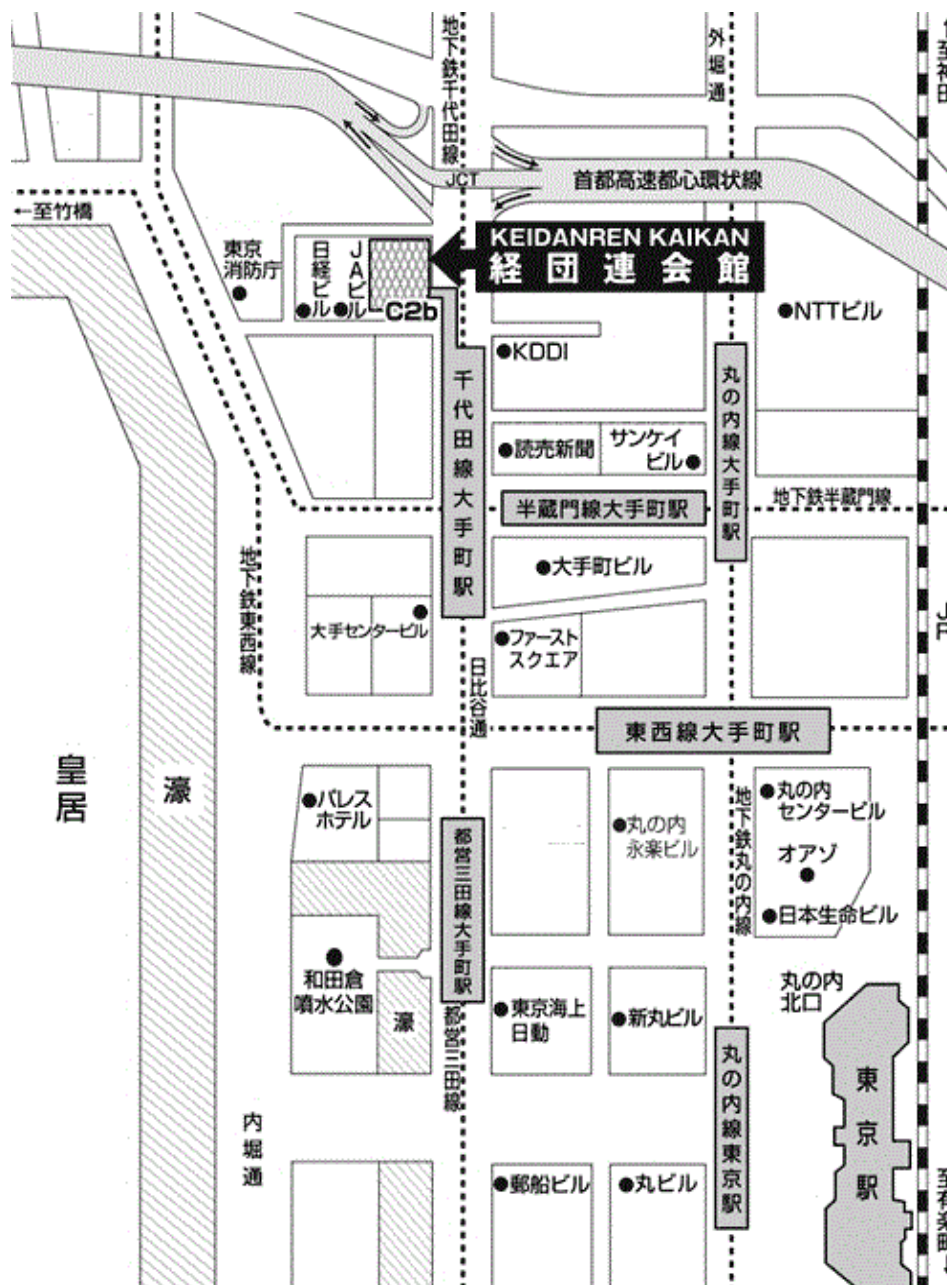 地下鉄千代田線
外堀通
至神田
JCT
首都高速都心環状線
←至竹橋
東京
消防庁
日経ビル
JAビル
KEIDANREN KAIKAN
経団連会館
C2b
●NTTビル
●KDDI
千代田線大手町駅
丸の内線大手町駅
●読売新聞
サンケイ
ビル●
半蔵門線大手町駅
地下鉄半蔵門線
●大手町ビル
地下鉄東西線
大手センタービル
●ファースト
スクエア
JR
日比谷通
東西線大手町駅
皇居
濠
●パレス
ホテル
都営三田線大手町駅
●丸の内
永楽ビル
地下鉄丸の内線
●丸の内
センタービル
オアゾ
●日本生命ビル
和田倉
噴水公園
濠
都営三田線
●東京海上
日動
●新丸ビル
丸の内
北口
丸の内線東京駅
東京駅
内堀通
●郵船ビル
●丸ビル
至有楽町